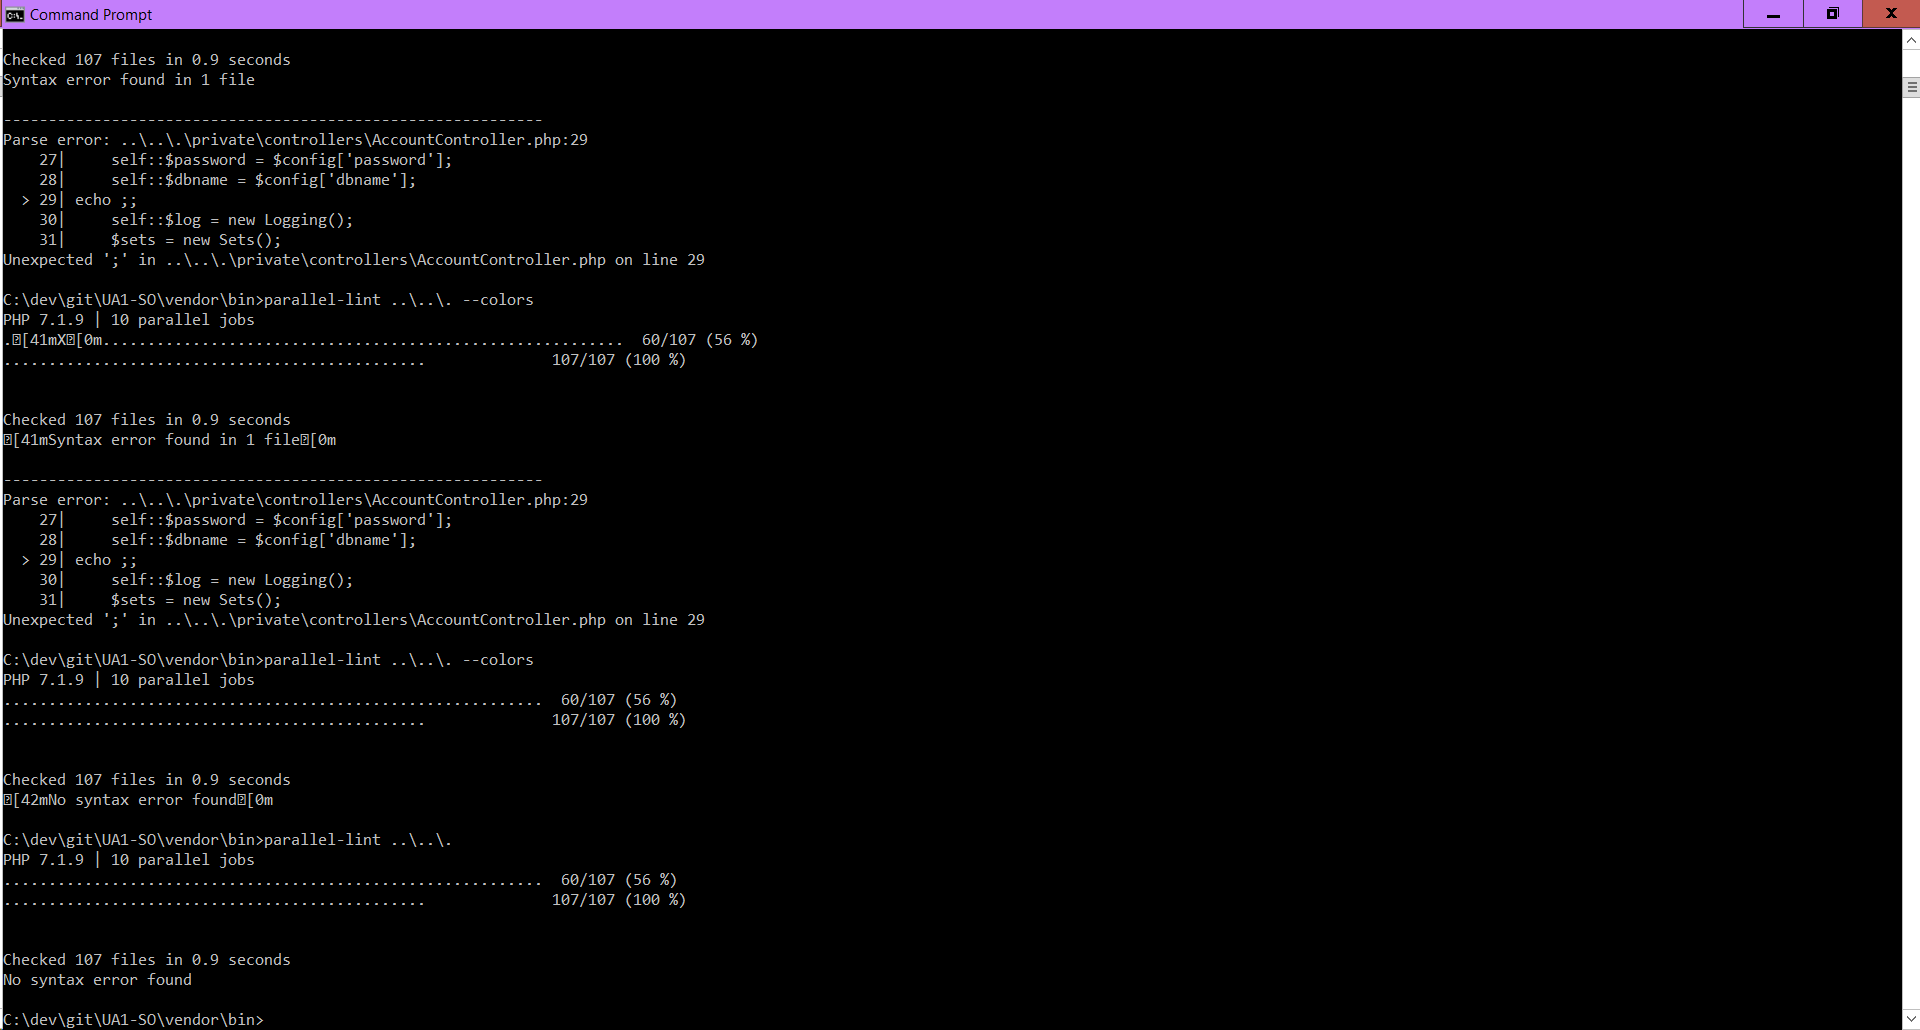 Command Prompt
Checked 107 files in 0.9 seconds
Syntax error found in 1 file
------------------------------------------------------------
Parse error: ..\..\.\private\controllers\AccountController.php:29
    27|     self::$password = $config['password'];
    28|     self::$dbname = $config['dbname'];
  > 29| echo ;;
    30|     self::$log = new Logging();
    31|     $sets = new Sets();
Unexpected ';' in ..\..\.\private\controllers\AccountController.php on line 29
C:\dev\git\UA1-SO\vendor\bin>parallel-lint ..\..\. --colors
PHP 7.1.9 | 10 parallel jobs
.[41mX[0m..........................................................  60/107 (56 %)
...............................................              107/107 (100 %)
Checked 107 files in 0.9 seconds
[41mSyntax error found in 1 file[0m
------------------------------------------------------------
Parse error: ..\..\.\private\controllers\AccountController.php:29
    27|     self::$password = $config['password'];
    28|     self::$dbname = $config['dbname'];
  > 29| echo ;;
    30|     self::$log = new Logging();
    31|     $sets = new Sets();
Unexpected ';' in ..\..\.\private\controllers\AccountController.php on line 29
C:\dev\git\UA1-SO\vendor\bin>parallel-lint ..\..\. --colors
PHP 7.1.9 | 10 parallel jobs
............................................................  60/107 (56 %)
...............................................              107/107 (100 %)
Checked 107 files in 0.9 seconds
[42mNo syntax error found[0m
C:\dev\git\UA1-SO\vendor\bin>parallel-lint ..\..\.
PHP 7.1.9 | 10 parallel jobs
............................................................  60/107 (56 %)
...............................................              107/107 (100 %)
Checked 107 files in 0.9 seconds
No syntax error found
C:\dev\git\UA1-SO\vendor\bin>